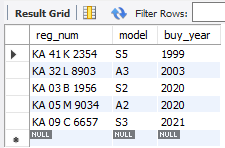 Result Grid Filter Rows:
reg_num model buy_year
KA 41 K 2354 S5 1999
KA 32 L 8903 A3 2003
KA 03 B 1956 S2 2020
KA 05 M 9034 A2 2020
KA 09 C 6657 S3 2021
NULL NULL NULL